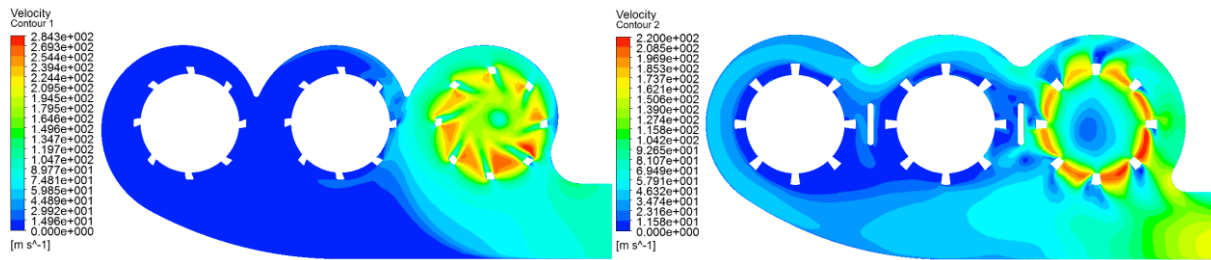 Velocity
Contour 1
2.843e+002
2.693e+002
2.544e+002
2.394e+002
2.244e+002
2.095e+002
1.945e+002
1.795e+002
1.646e+002
1.496e+002
1.347e+002
1.197e+002
1.047e+002
8.977e+001
7.481e+001
5.985e+001
4.489e+001
2.992e+001
1.496e+001
0.000e+000
[m s^-1]
Velocity
Contour 2
2.200e+002
2.085e+002
1.969e+002
1.853e+002
1.737e+002
1.621e+002
1.506e+002
1.390e+002
1.274e+002
1.158e+002
1.042e+002
9.265e+001
8.107e+001
6.949e+001
5.791e+001
4.632e+001
3.474e+001
2.316e+001
1.158e+001
0.000e+000
[m s^-1]